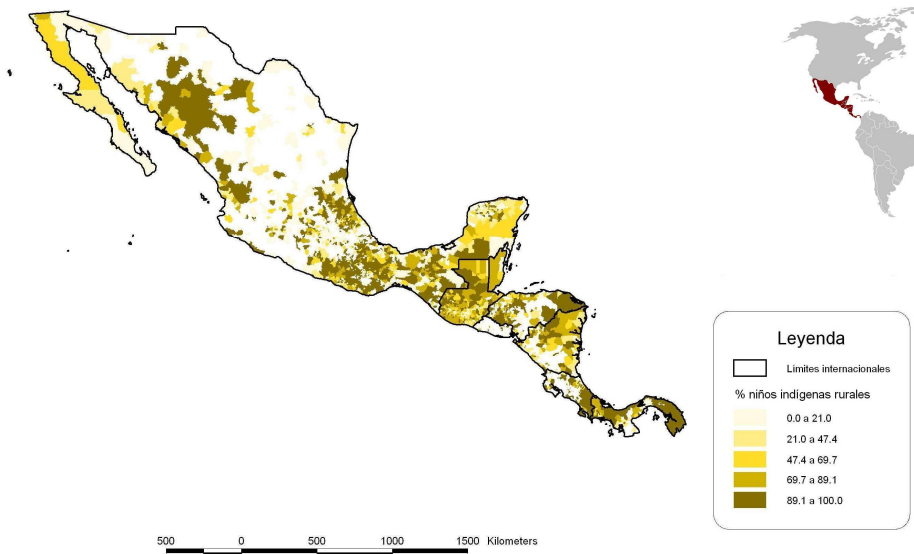 Leyenda
Limites internacionales
% niños indígenas rurales
0.0 a 21.0
21.0 a 47.4
47.4 a 69.7
69.7 a 89.1
89.1 a 100.0
500 0 500 1000 1500 Kilometers